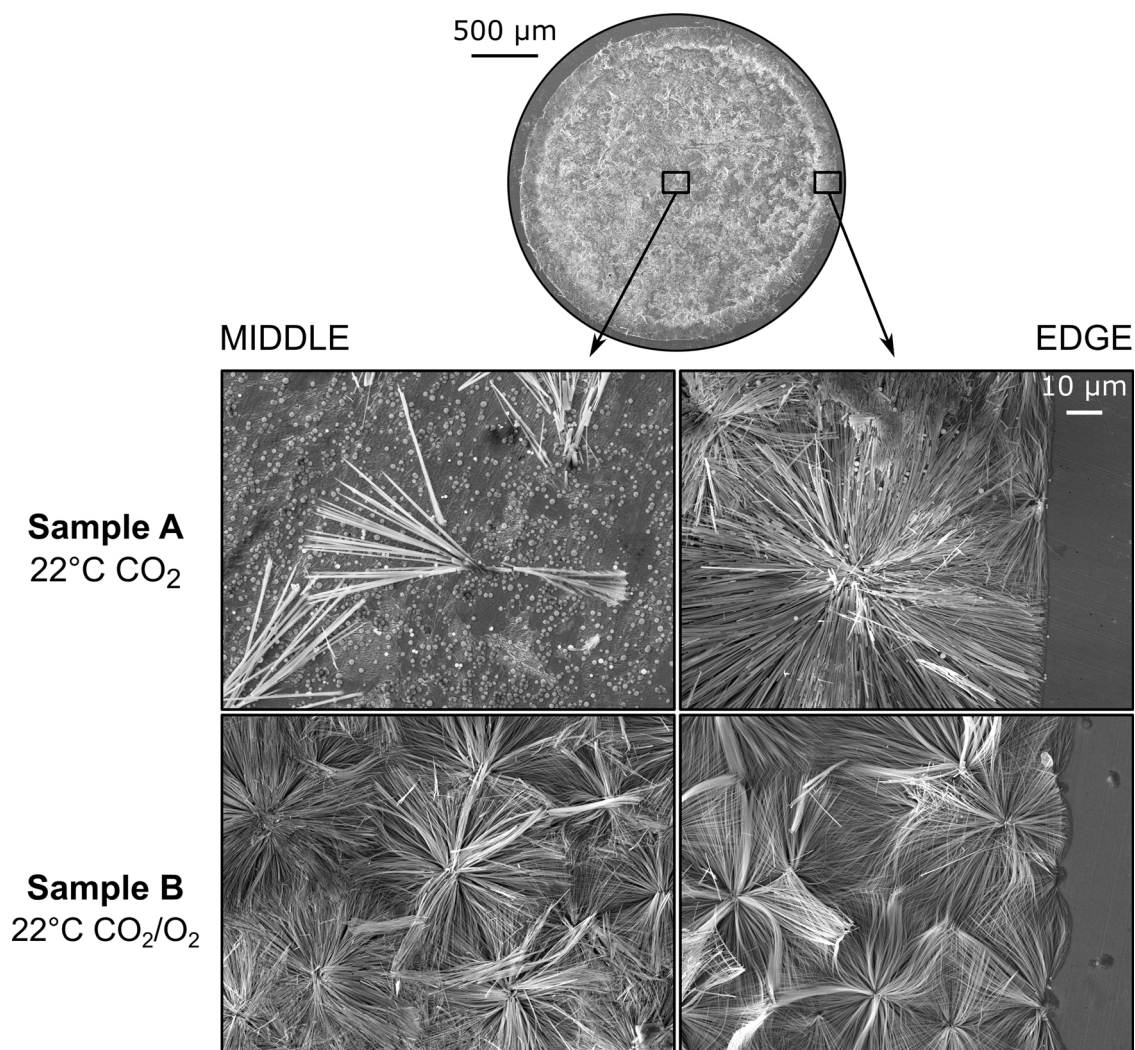 500 µm
MIDDLE
EDGE
10 µm
Sample A
22°C CO₂
Sample B
22°C CO₂/O₂